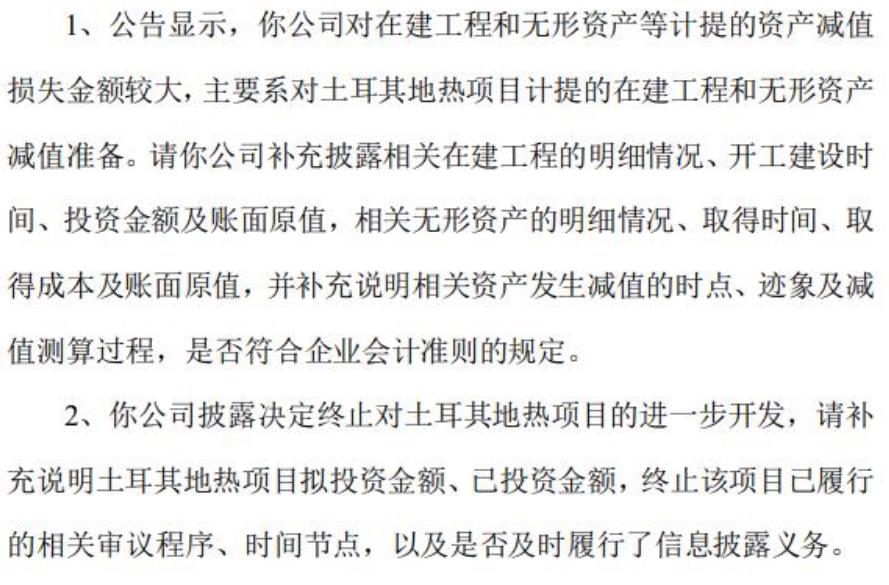 1、公告显示，你公司对在建工程和无形资产等计提的资产减值
损失金额较大，主要系对土耳其地热项目计提的在建工程和无形资产
减值准备。请你公司补充披露相关在建工程的明细情况、开工建设时
间、投资金额及账面原值，相关无形资产的明细情况、取得时间、取
得成本及账面原值，并补充说明相关资产发生减值的时点、迹象及减
值测算过程，是否符合企业会计准则的规定。
2、你公司披露决定终止对土耳其地热项目的进一步开发，请补
充说明土耳其地热项目拟投资金额、已投资金额，终止该项目已履行
的相关审议程序、时间节点，以及是否及时履行了信息披露义务。